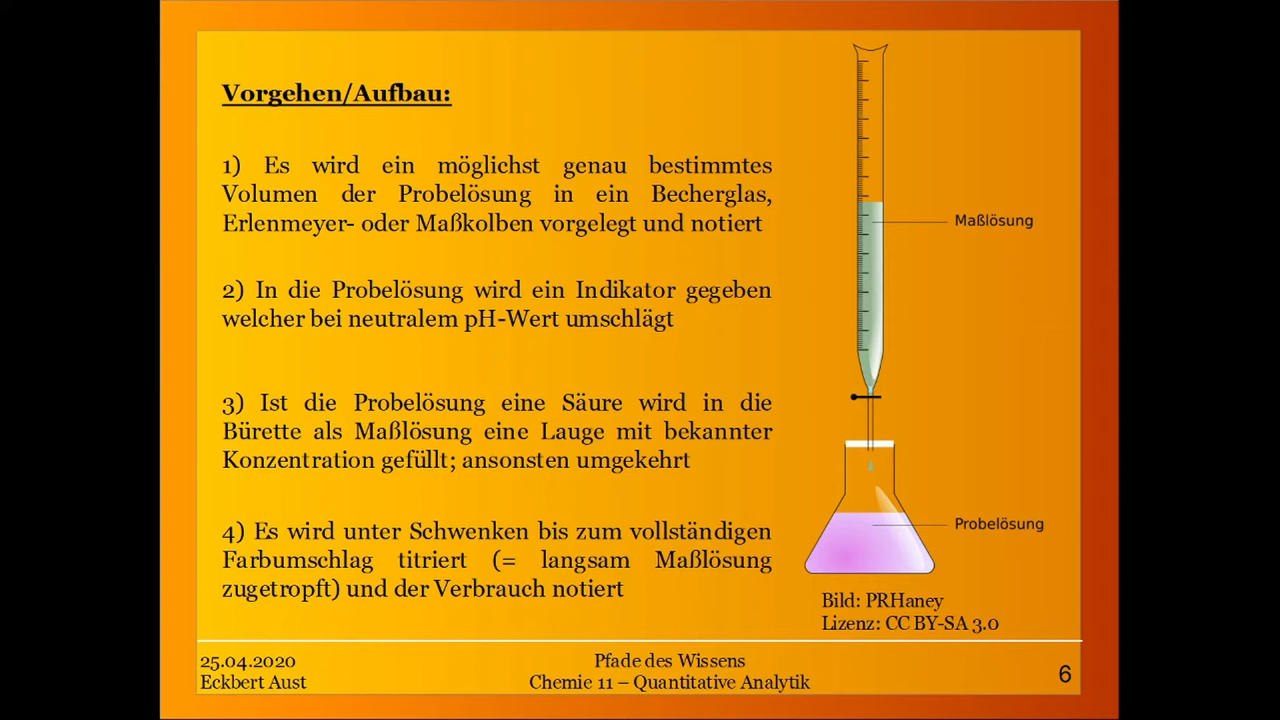 Vorgehen/Aufbau:
1) Es wird ein möglichst genau bestimmtes
Volumen der Probelösung in ein Becherglas,
Erlenmeyer- oder Maßkolben vorgelegt und notiert
2) In die Probelösung wird ein Indikator gegeben
welcher bei neutralem pH-Wert umschlägt
3) Ist die Probelösung eine Säure wird in die
Bürette als Maßlösung eine Lauge mit bekannter
Konzentration gefüllt; ansonsten umgekehrt
4) Es wird unter Schwenken bis zum vollständigen
Farbumschlag titriert (= langsam Maßlösung
zugetropft) und der Verbrauch notiert
Maßlösung
Probelösung
Bild: PRHaney
Lizenz: CC BY-SA 3.0
25.04.2020
Eckbert Aust
Pfade des Wissens
Chemie 11 – Quantitative Analytik
6